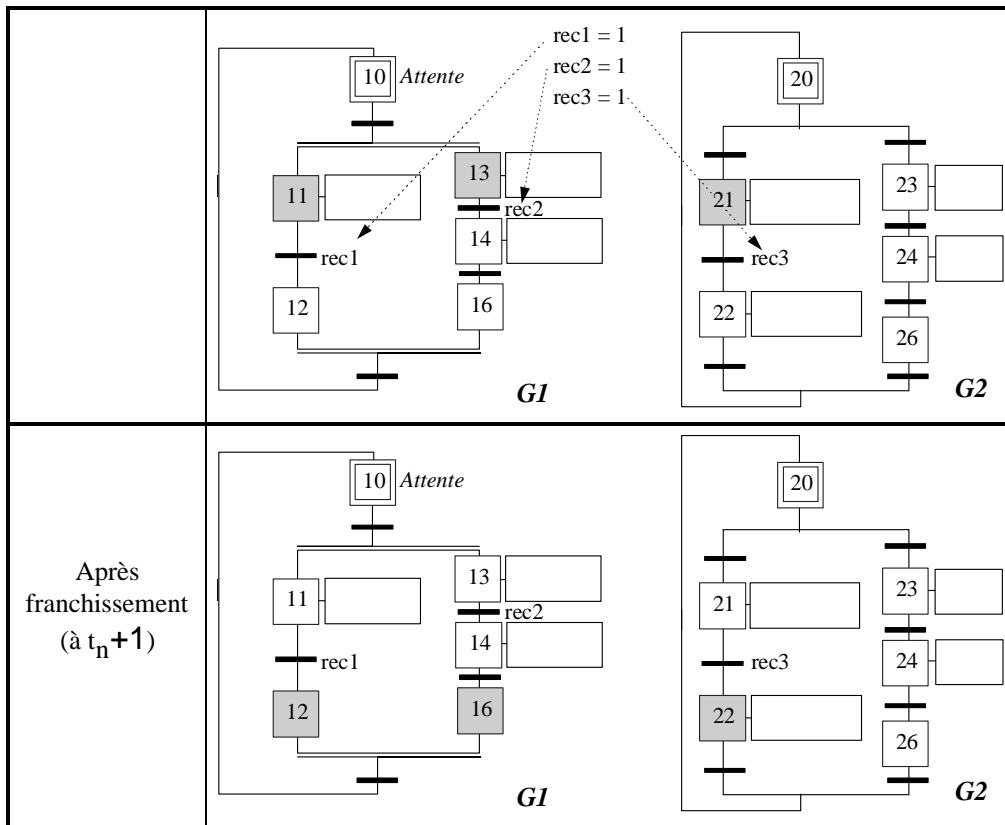 rec1 = 1
rec2 = 1
rec3 = 1
10 Attente
20
11
13
21
23
rec2
14
24
rec1
rec3
12
16
22
26
G1
G2
Après
franchissement
(à tn+1)
10 Attente
20
11
13
21
23
rec2
14
24
rec1
rec3
12
16
22
26
G1
G2